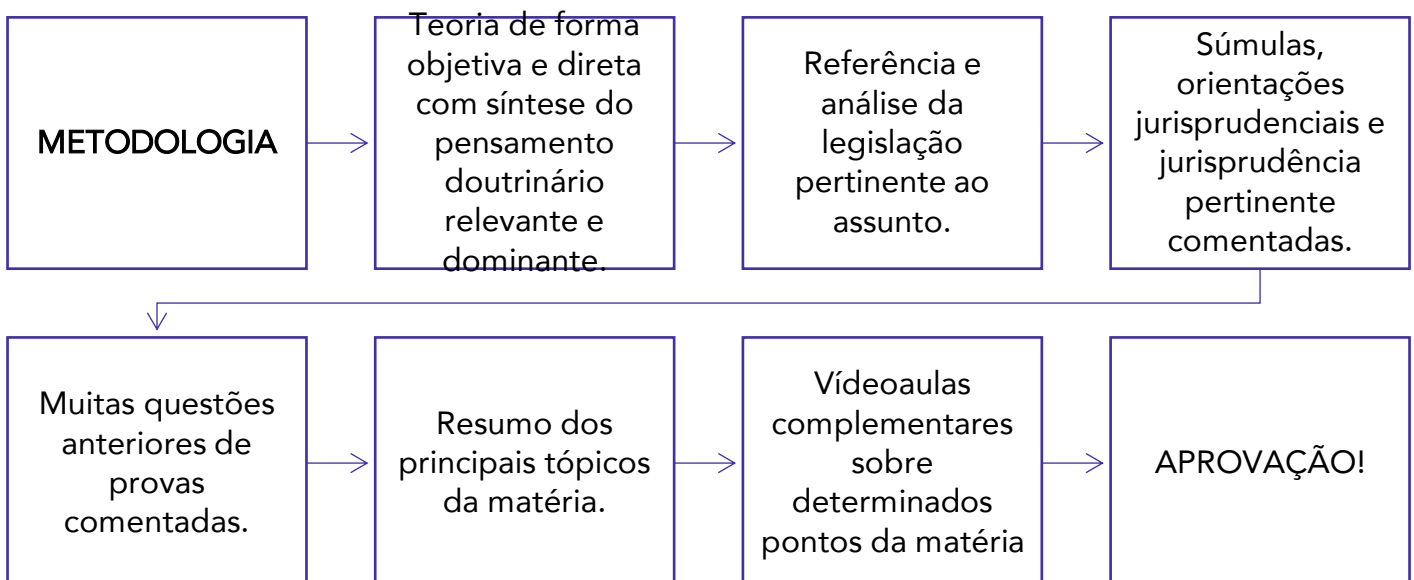 METODOLOGIA
Teoria de forma
objetiva e direta
com síntese do
pensamento
doutrinário
relevante e
dominante.
Referência e
análise da
legislação
pertinente ao
assunto.
Súmulas,
orientações
jurisprudenciais e
jurisprudência
pertinente
comentadas.
Muitas questões
anteriores de
provas
comentadas.
Resumo dos
principais tópicos
da matéria.
Vídeoaulas
complementares
sobre
determinados
pontos da matéria
APROVAÇÃO!